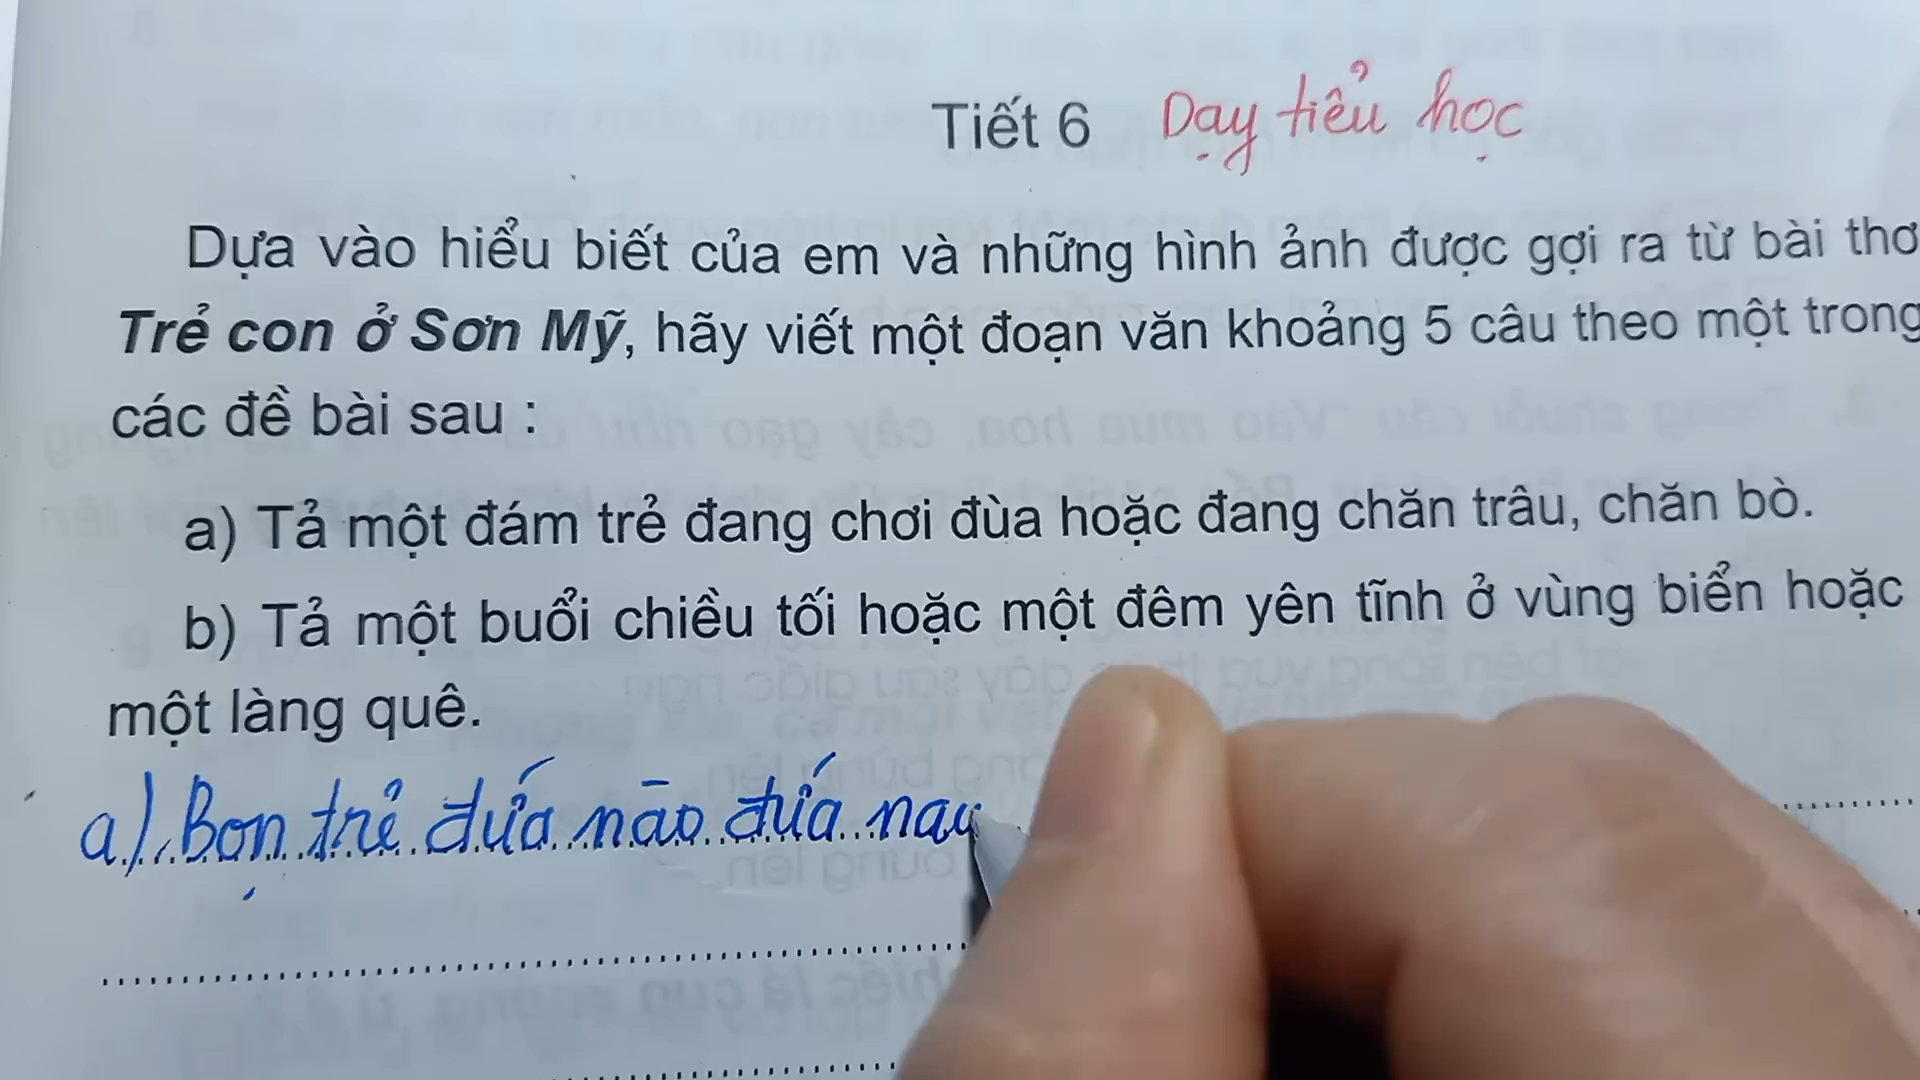 Tiết 6 Dạy tiểu học
Dựa vào hiểu biết của em và những hình ảnh được gợi ra từ bài thơ
Trẻ con ở Sơn Mỹ, hãy viết một đoạn văn khoảng 5 câu theo một trong
các đề bài sau :
a) Tả một đám trẻ đang chơi đùa hoặc đang chăn trâu, chăn bò.
b) Tả một buổi chiều tối hoặc một đêm yên tĩnh ở vùng biển hoặc
một làng quê.
a) Bọn trẻ đứa nào đứa nay